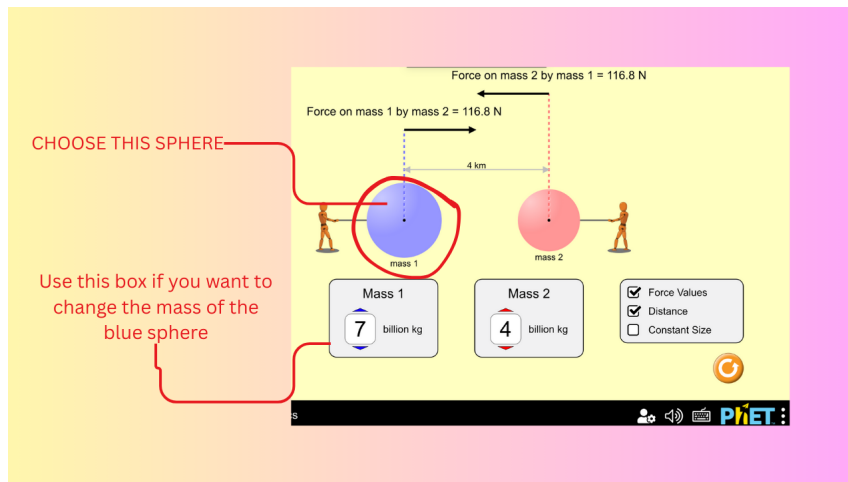 Force on mass 2 by mass 1 = 116.8 N
Force on mass 1 by mass 2 = 116.8 N
CHOOSE THIS SPHERE
4 km
mass 1
mass 2
Use this box if you want to
change the mass of the
blue sphere
Mass 1
7 billion kg
Mass 2
4 billion kg
Force Values
Distance
Constant Size
s
PhET